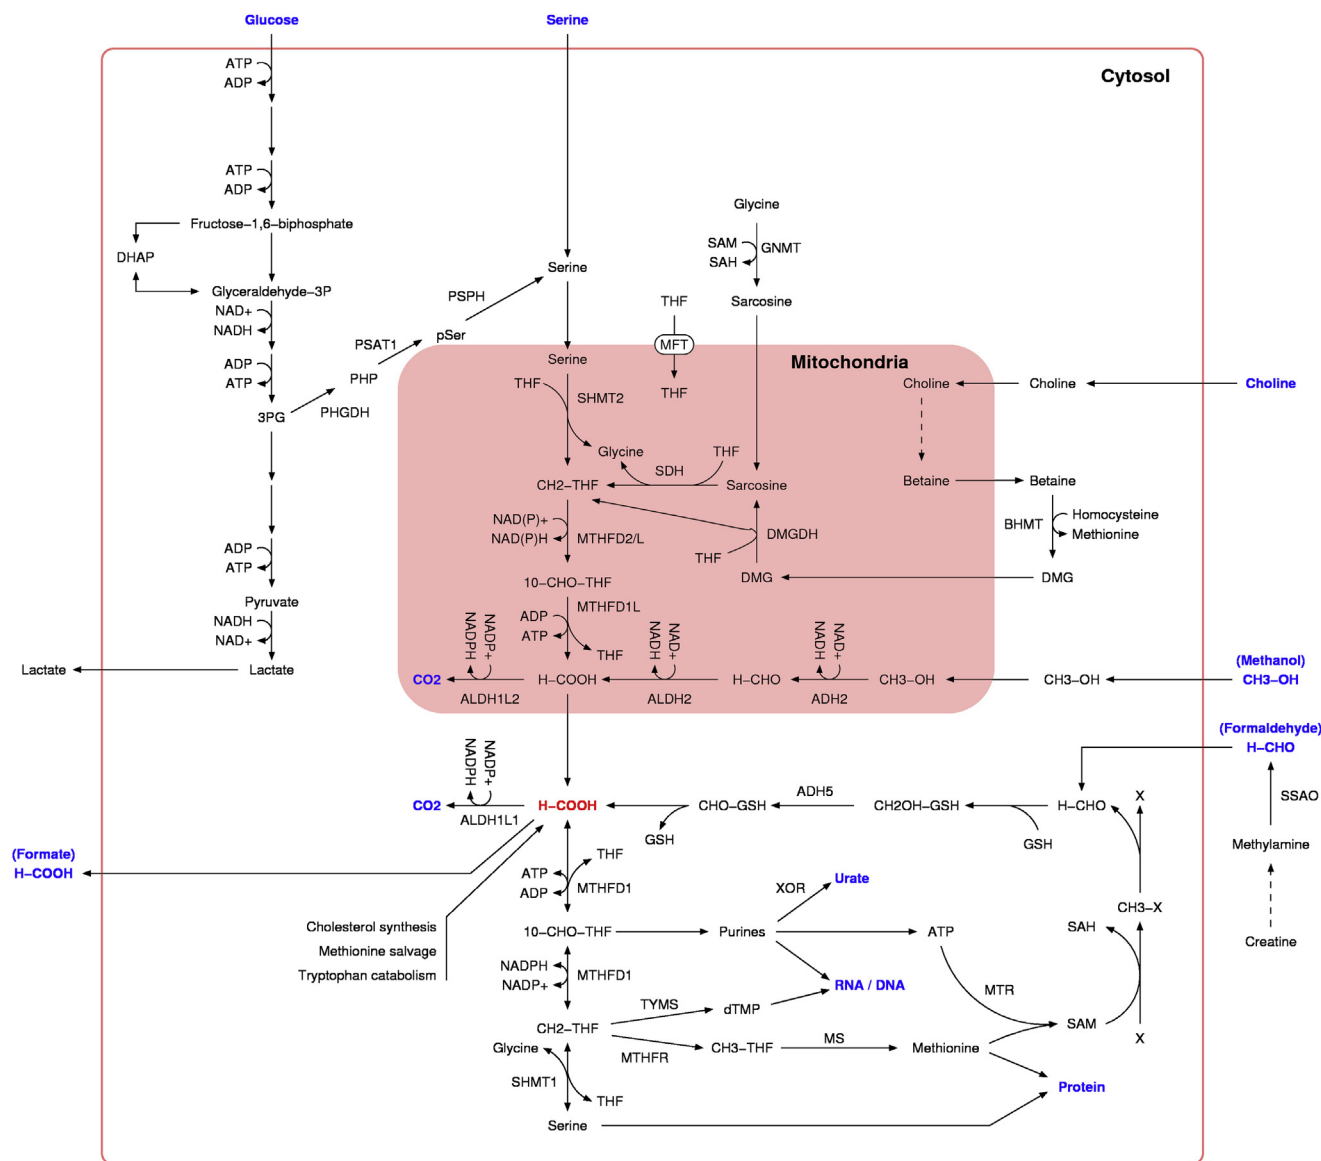 Glucose
Serine
Cytosol
ATP
ADP
ATP
ADP
Fructose–1,6–biphosphate
DHAP
Glyceraldehyde–3P
NAD+
NADH
ADP
ATP
3PG
PHGDH
PHP
PSAT1
pSer
PSPH
Serine
ADP
ATP
Pyruvate
NADH
NAD+
Lactate
Lactate
Glycine
SAM
SAH
GNMT
Sarcosine
THF
MFT
THF
Mitochondria
Serine
THF
SHMT2
Glycine
SDH
THF
CH2–THF
Sarcosine
NAD(P)+
NAD(P)H
MTHFD2/L
THF
DMGDH
10–CHO–THF
DMG
DMG
Choline
Choline
Choline
Betaine
Betaine
BHMT
Homocysteine
Methionine
MTHFD1L
ADP
ATP
THF
NADPH
NADP+
NADH
NAD+
NADH
NAD+
CO2
H–COOH
H–CHO
CH3–OH
CH3–OH
(Methanol)
CH3–OH
ALDH1L2
ALDH2
ADH2
(Formaldehyde)
H–CHO
SSAO
Methylamine
Creatine
NADPH
NADP+
CO2
ALDH1L1
H–COOH
CHO–GSH
ADH5
CH2OH–GSH
H–CHO
X
GSH
GSH
(Formate)
H–COOH
ATP
ADP
THF
MTHFD1
Cholesterol synthesis
Methionine salvage
Tryptophan catabolism
10–CHO–THF
Purines
XOR
Urate
ATP
RNA / DNA
CH3–X
SAH
NADPH
NADP+
MTHFD1
TYMS
dTMP
MTR
SAM
X
CH2–THF
MTHFR
CH3–THF
MS
Methionine
Glycine
SHMT1
THF
Protein
Serine